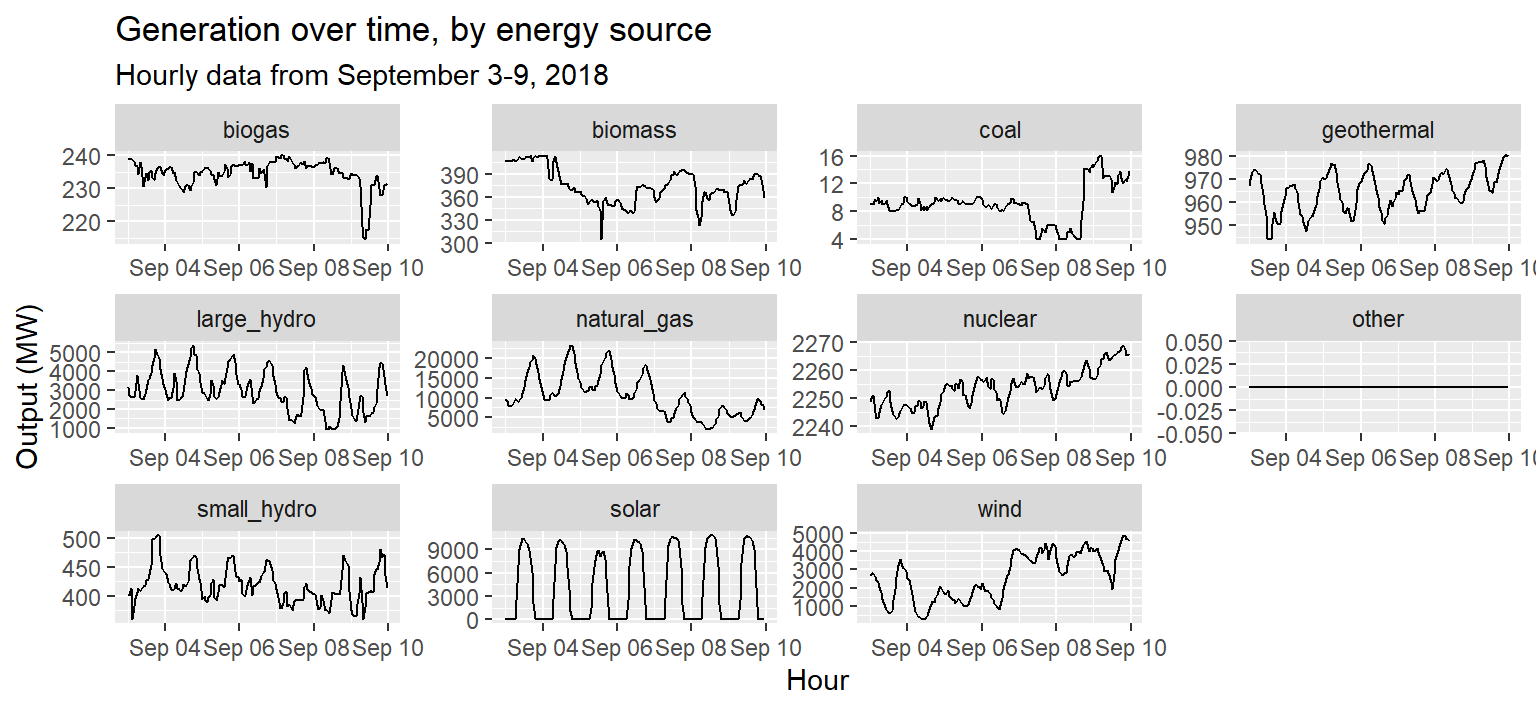 Generation over time, by energy source
Hourly data from September 3-9, 2018
biogas
240
230
220
Sep 04 Sep 06 Sep 08 Sep 10
biomass
390
360
330
300
Sep 04 Sep 06 Sep 08 Sep 10
coal
16
12
8
4
Sep 04 Sep 06 Sep 08 Sep 10
geothermal
980
970
960
950
Sep 04 Sep 06 Sep 08 Sep 10
Output (MW)
large_hydro
5000
4000
3000
2000
1000
Sep 04 Sep 06 Sep 08 Sep 10
natural_gas
20000
15000
10000
5000
Sep 04 Sep 06 Sep 08 Sep 10
nuclear
2270
2260
2250
2240
Sep 04 Sep 06 Sep 08 Sep 10
other
0.050
0.025
0.000
-0.025
-0.050
Sep 04 Sep 06 Sep 08 Sep 10
small_hydro
500
450
400
Sep 04 Sep 06 Sep 08 Sep 10
solar
9000
6000
3000
0
Sep 04 Sep 06 Sep 08 Sep 10
wind
5000
4000
3000
2000
1000
Sep 04 Sep 06 Sep 08 Sep 10
Hour